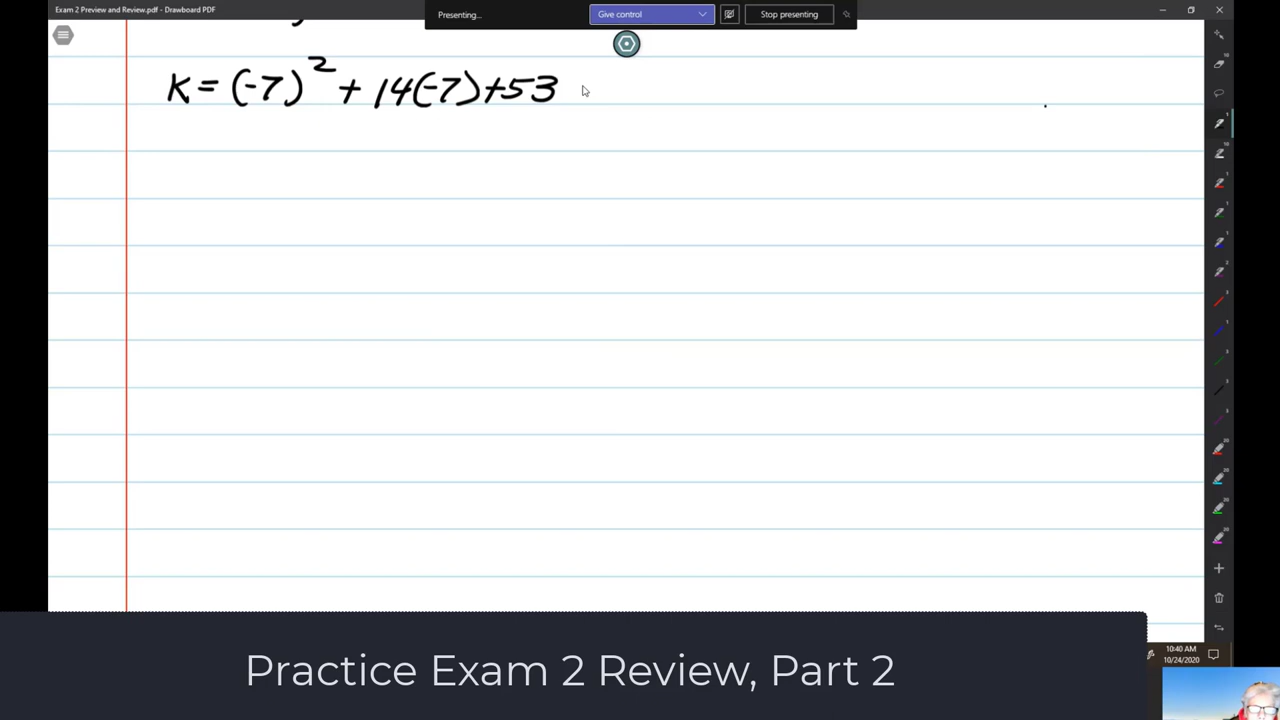 Exam 2 Preview and Review.pdf - Drawboard PDF
Presenting...
Give control
Stop presenting
K = (-7)² + 14(-7)+53
10:40 AM
10/24/2020
Practice Exam 2 Review, Part 2